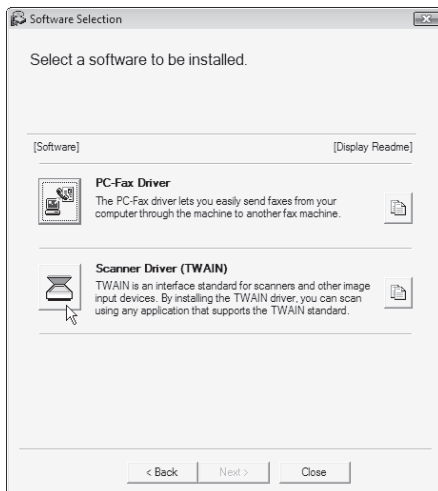 Software Selection
Select a software to be installed.
[Software] [Display Readme]
PC-Fax Driver
The PC-Fax driver lets you easily send faxes from your
computer through the machine to another fax machine.
Scanner Driver (TWAIN)
TWAIN is an interface standard for scanners and other image
input devices. By installing the TWAIN driver, you can scan
using any application that supports the TWAIN standard.
< Back Next > Close